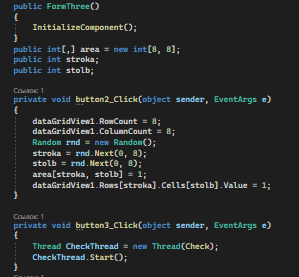 public FormThree()
{
InitializeComponent();
}
public int[,] area = new int[8, 8];
public int stroka;
public int stolb;
Ссылок: 1
private void button2_Click(object sender, EventArgs e)
{
dataGridView1.RowCount = 8;
dataGridView1.ColumnCount = 8;
Random rnd = new Random();
stroka = rnd.Next(0, 8);
stolb = rnd.Next(0, 8);
area[stroka, stolb] = 1;
dataGridView1.Rows[stroka].Cells[stolb].Value = 1;
}
Ссылок: 1
private void button3_Click(object sender, EventArgs e)
{
Thread CheckThread = new Thread(Check);
CheckThread.Start();
}